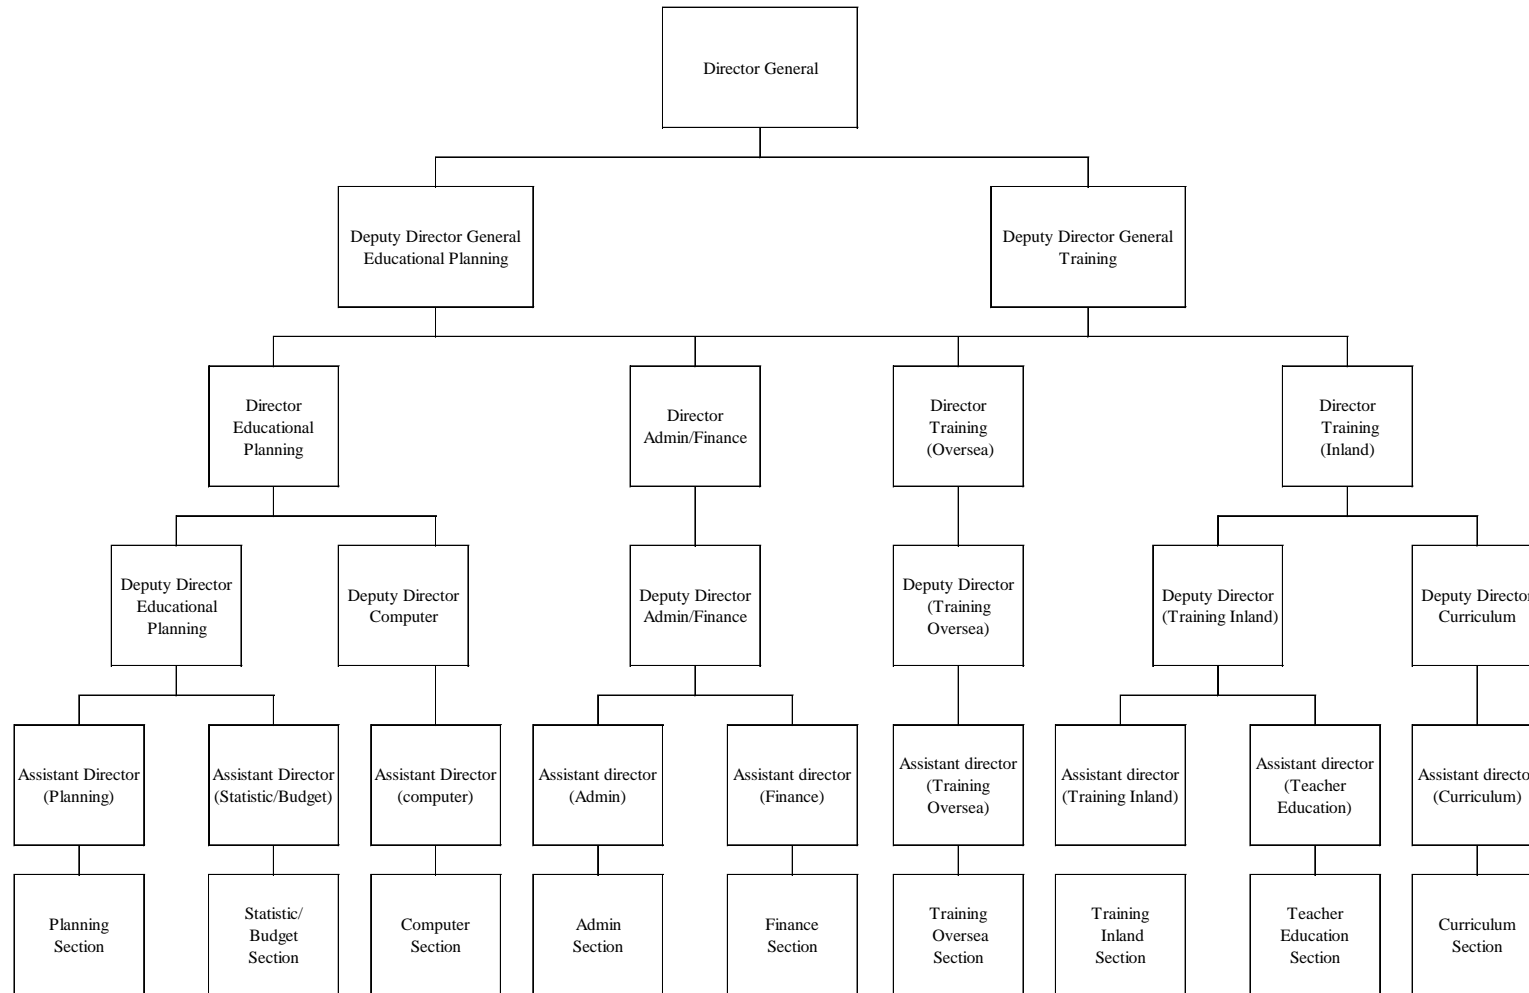 Director General
Deputy Director General
Educational Planning
Deputy Director General
Training
Director
Educational
Planning
Director
Admin/Finance
Director
Training
(Oversea)
Director
Training
(Inland)
Deputy Director
Educational
Planning
Deputy Director
Computer
Deputy Director
Admin/Finance
Deputy Director
(Training
Oversea)
Deputy Director
(Training Inland)
Deputy Director
Curriculum
Assistant Director
(Planning)
Assistant Director
(Statistic/Budget)
Assistant Director
(computer)
Assistant director
(Admin)
Assistant director
(Finance)
Assistant director
(Training
Oversea)
Assistant director
(Training Inland)
Assistant director
(Teacher
Education)
Assistant director
(Curriculum)
Planning
Section
Statistic/
Budget
Section
Computer
Section
Admin
Section
Finance
Section
Training
Oversea
Section
Training
Inland
Section
Teacher
Education
Section
Curriculum
Section